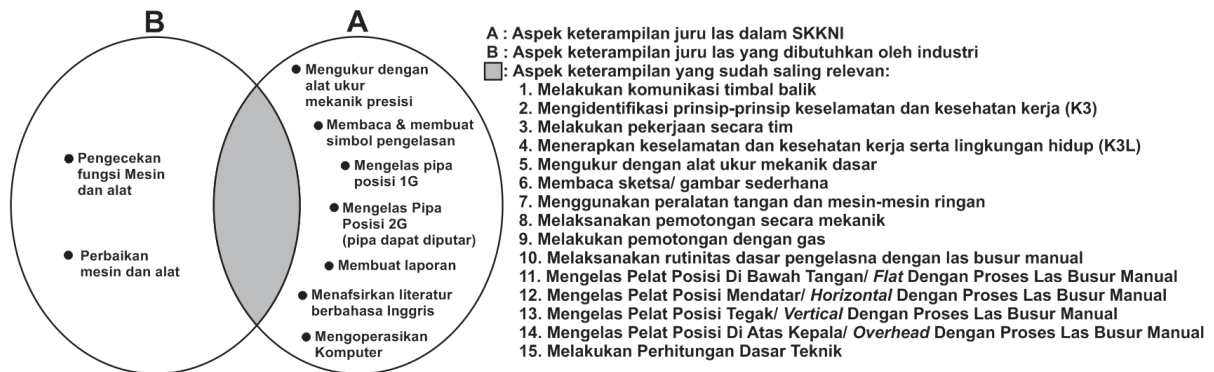 B
A
● Pengecekan
fungsi Mesin
dan alat
● Perbaikan
mesin dan alat
● Mengukur dengan
alat ukur
mekanik presisi
● Membaca & membuat
simbol pengelasan
● Mengelas pipa
posisi 1G
● Mengelas Pipa
Posisi 2G
(pipa dapat diputar)
● Membuat laporan
● Menafsirkan literatur
berbahasa Inggris
● Mengoperasikan
Komputer
A : Aspek keterampilan juru las dalam SKKNI
B : Aspek keterampilan juru las yang dibutuhkan oleh industri
: Aspek keterampilan yang sudah saling relevan:
1. Melakukan komunikasi timbal balik
2. Mengidentifikasi prinsip-prinsip keselamatan dan kesehatan kerja (K3)
3. Melakukan pekerjaan secara tim
4. Menerapkan keselamatan dan kesehatan kerja serta lingkungan hidup (K3L)
5. Mengukur dengan alat ukur mekanik dasar
6. Membaca sketsa/ gambar sederhana
7. Menggunakan peralatan tangan dan mesin-mesin ringan
8. Melaksanakan pemotongan secara mekanik
9. Melakukan pemotongan dengan gas
10. Melaksanakan rutinitas dasar pengelasna dengan las busur manual
11. Mengelas Pelat Posisi Di Bawah Tangan/ Flat Dengan Proses Las Busur Manual
12. Mengelas Pelat Posisi Mendatar/ Horizontal Dengan Proses Las Busur Manual
13. Mengelas Pelat Posisi Tegak/ Vertical Dengan Proses Las Busur Manual
14. Mengelas Pelat Posisi Di Atas Kepala/ Overhead Dengan Proses Las Busur Manual
15. Melakukan Perhitungan Dasar Teknik